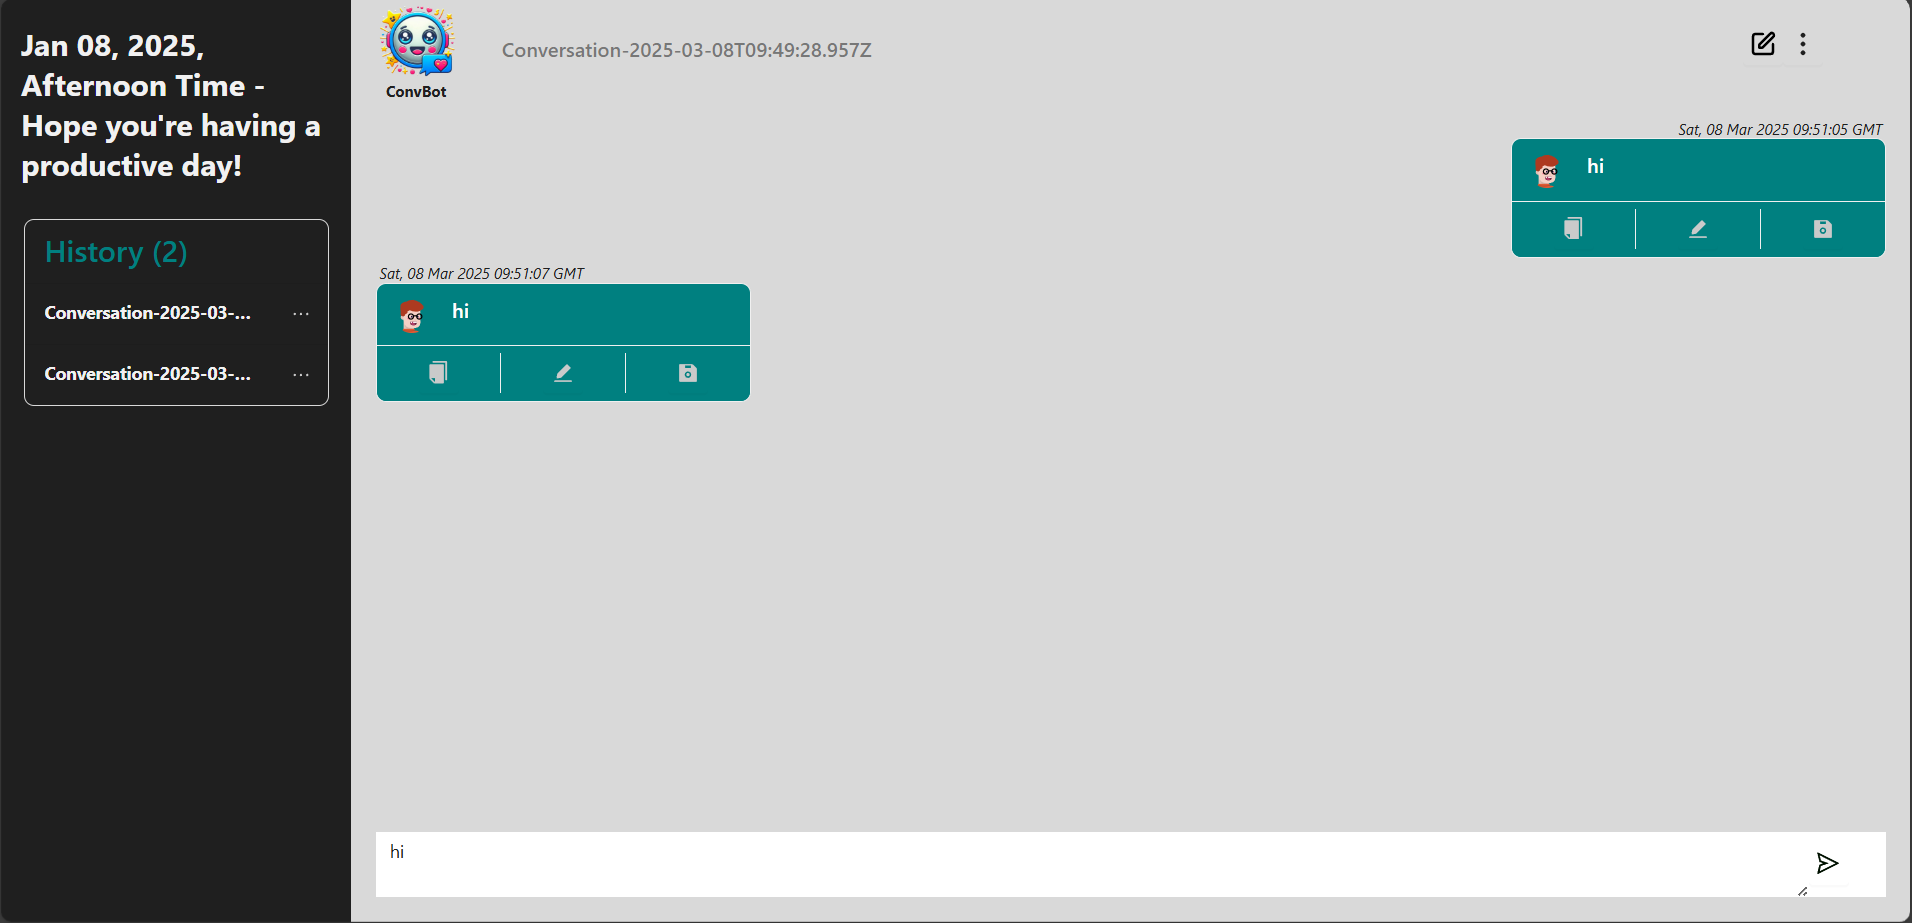 Jan 08, 2025,
Afternoon Time -
Hope you're having a
productive day!
History (2)
Conversation-2025-03-...
Conversation-2025-03-...
ConvBot
Conversation-2025-03-08T09:49:28.957Z
Sat, 08 Mar 2025 09:51:05 GMT
hi
Sat, 08 Mar 2025 09:51:07 GMT
hi
hi